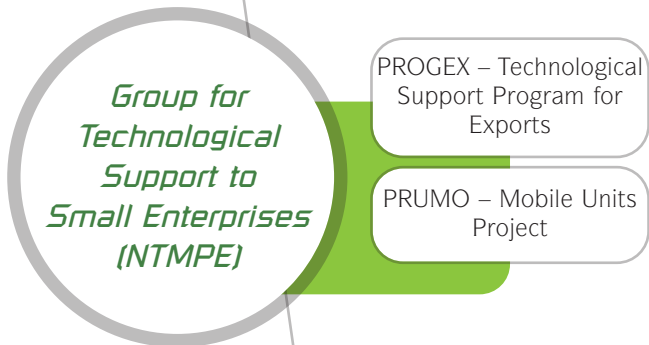 Group for
Technological
Support to
Small Enterprises
(NTMPE)
PROGEX – Technological
Support Program for
Exports
PRUMO – Mobile Units
Project